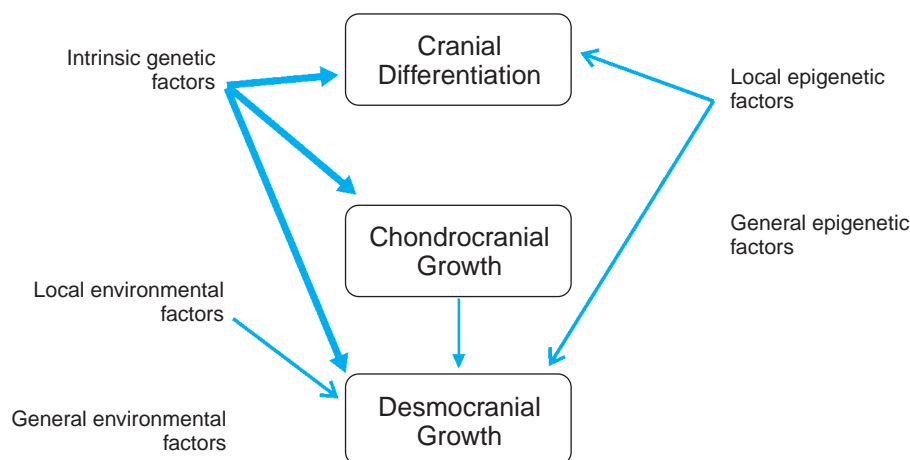 Cranial
Differentiation
Intrinsic genetic
factors
Local epigenetic
factors
Chondrocranial
Growth
General epigenetic
factors
Local environmental
factors
Desmocranial
Growth
General environmental
factors